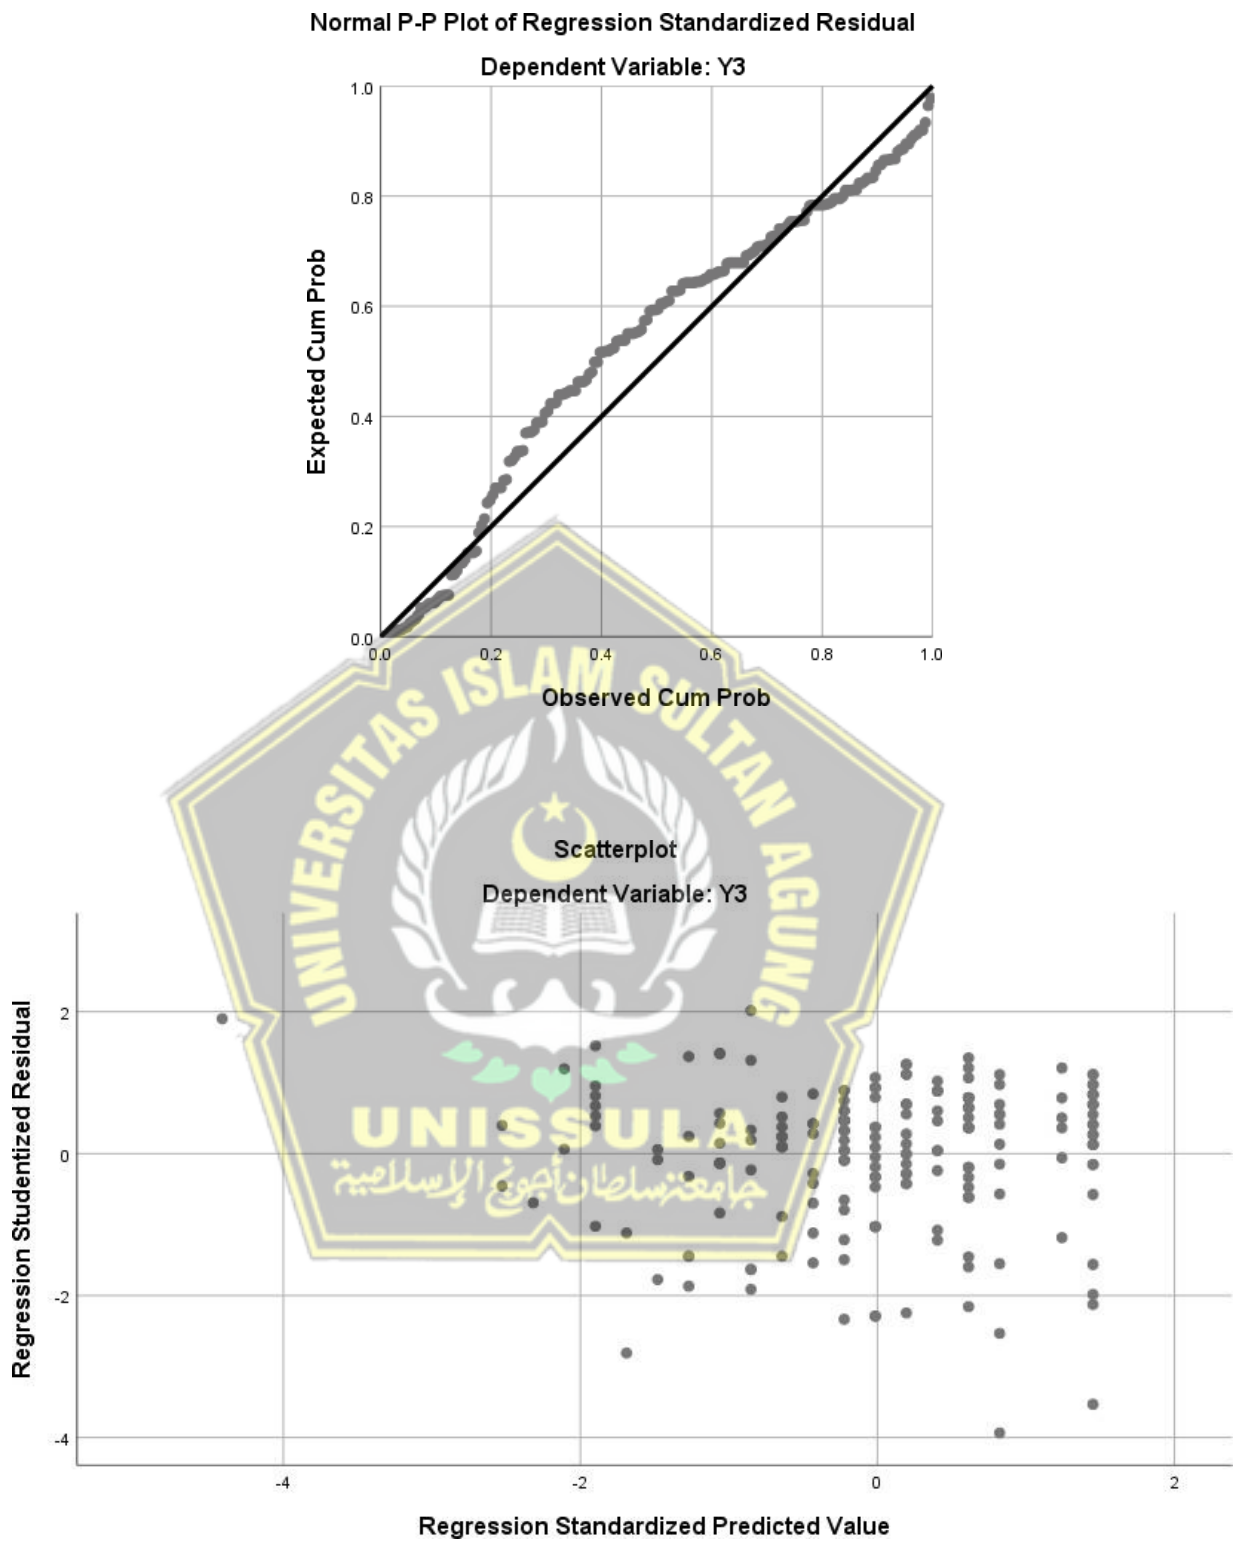 Normal P-P Plot of Regression Standardized Residual
Dependent Variable: Y3
Expected Cum Prob
1.0
0.8
0.6
0.4
0.2
0.0
0.0 0.2 0.4 0.6 0.8 1.0
Observed Cum Prob
UNIVERSITAS ISLAM SULTAN AGUNG
UNISSULA
جامعة سلطان أجونج الإسلامية
Scatterplot
Dependent Variable: Y3
Regression Studentized Residual
2
0
-2
-4
-4 -2 0 2
Regression Standardized Predicted Value